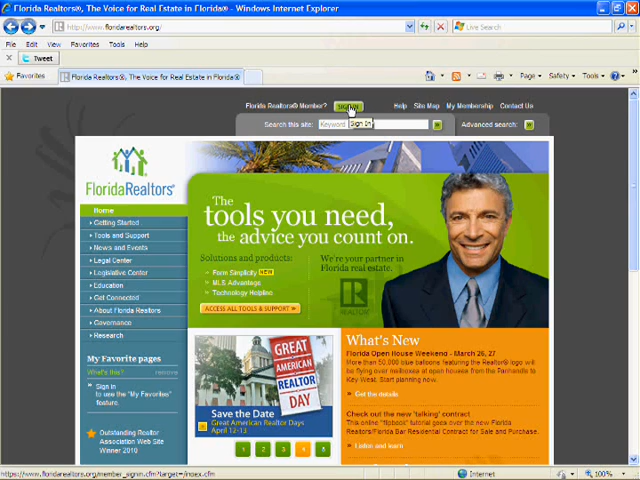 Florida Realtors®, The Voice for Real Estate in Florida® - Windows Internet Explorer
http://www.floridarealtors.org/
Live Search
File Edit View Favorites Tools Help
x Tweet
Favorites Florida Realtors®, The Voice for Real Estate in Florida®
Page Safety Tools
Florida Realtors® Member? Help Site Map My Membership Contact Us
Search this site: Keyword Sign In Advanced search:
FloridaRealtors®
Home
Getting Started
Tools and Support
News and Events
Legal Center
Legislative Center
Education
Get Connected
About Florida Realtors
Governance
Research
My Favorite pages
What's this? remove
Sign in
to use the "My Favorites"
feature.
Outstanding Realtor
Association Web Site
Winner 2010
The
tools you need,
the advice you count on.
Solutions and products:
Form Simplicity NEW
MLS Advantage
Technology Helpline
ACCESS ALL TOOLS & SUPPORT
We're your partner in
Florida real estate.
REALTOR
GREAT
AMERICAN
REALTOR
DAY
Save the Date
Great American Realtor Days
April 12-13
1 2 3 4 5
What's New
Florida Open House Weekend - March 26, 27
More than 50,000 blue balloons featuring the Realtor® logo will
be flying over mailboxes at open houses from the Panhandle to
Key West. Start planning now.
Get the details
Check out the new 'talking' contract
This online "flipbook" tutorial goes over the new Florida
Realtors/Florida Bar Residential Contract for Sale and Purchase.
Listen and learn
https://www.floridarealtors.org/member_signin.cfm?target=/index.cfm
Internet 100%